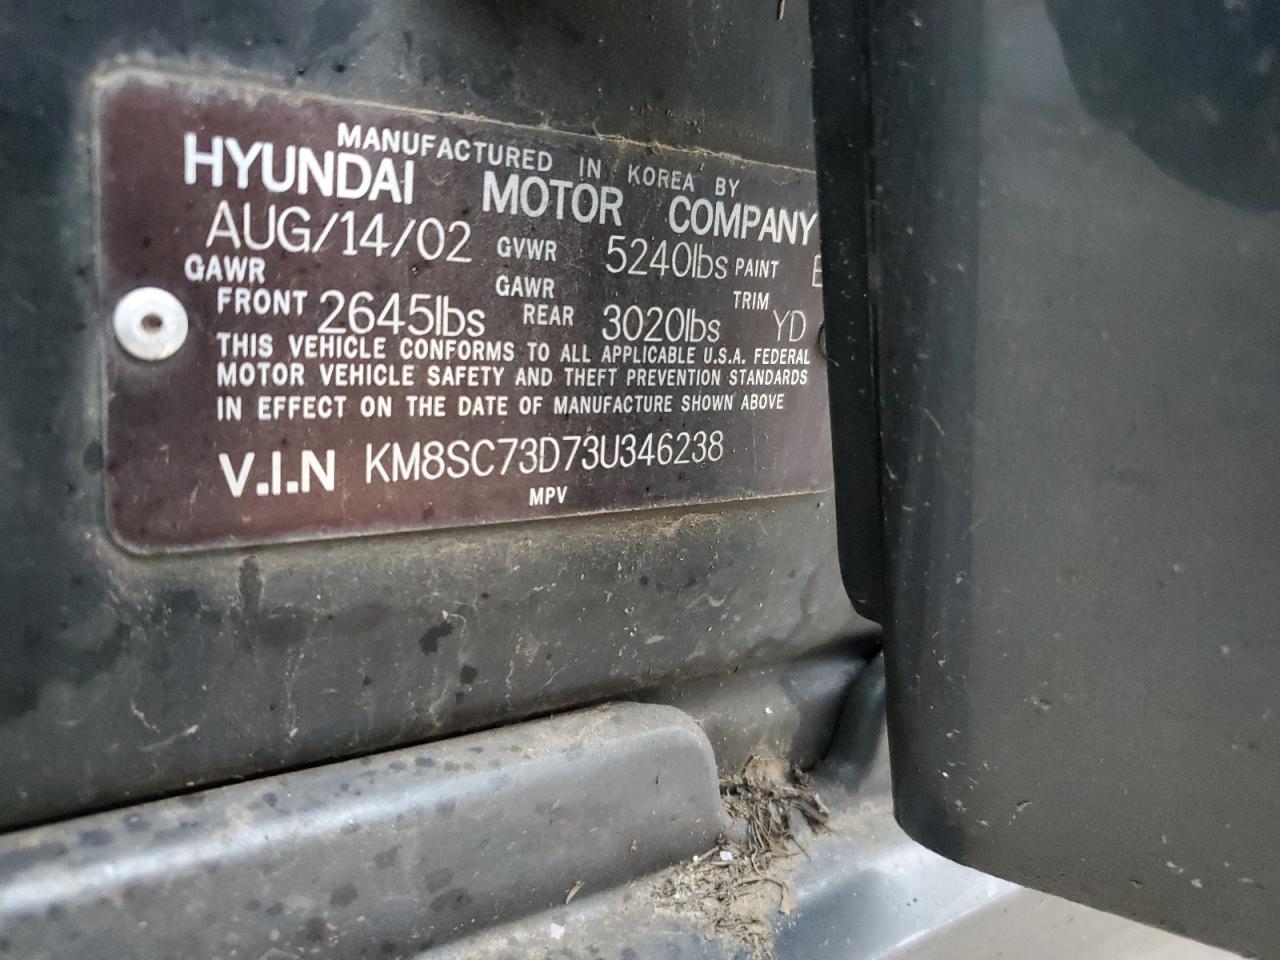 MANUFACTURED IN KOREA BY
HYUNDAI MOTOR COMPANY
AUG/14/02 GVWR 5240lbs PAINT
GAWR FRONT 2645lbs GAWR REAR 3020lbs TRIM YD
THIS VEHICLE CONFORMS TO ALL APPLICABLE U.S.A. FEDERAL
MOTOR VEHICLE SAFETY AND THEFT PREVENTION STANDARDS
IN EFFECT ON THE DATE OF MANUFACTURE SHOWN ABOVE
V.I.N KM8SC73D73U346238
MPV